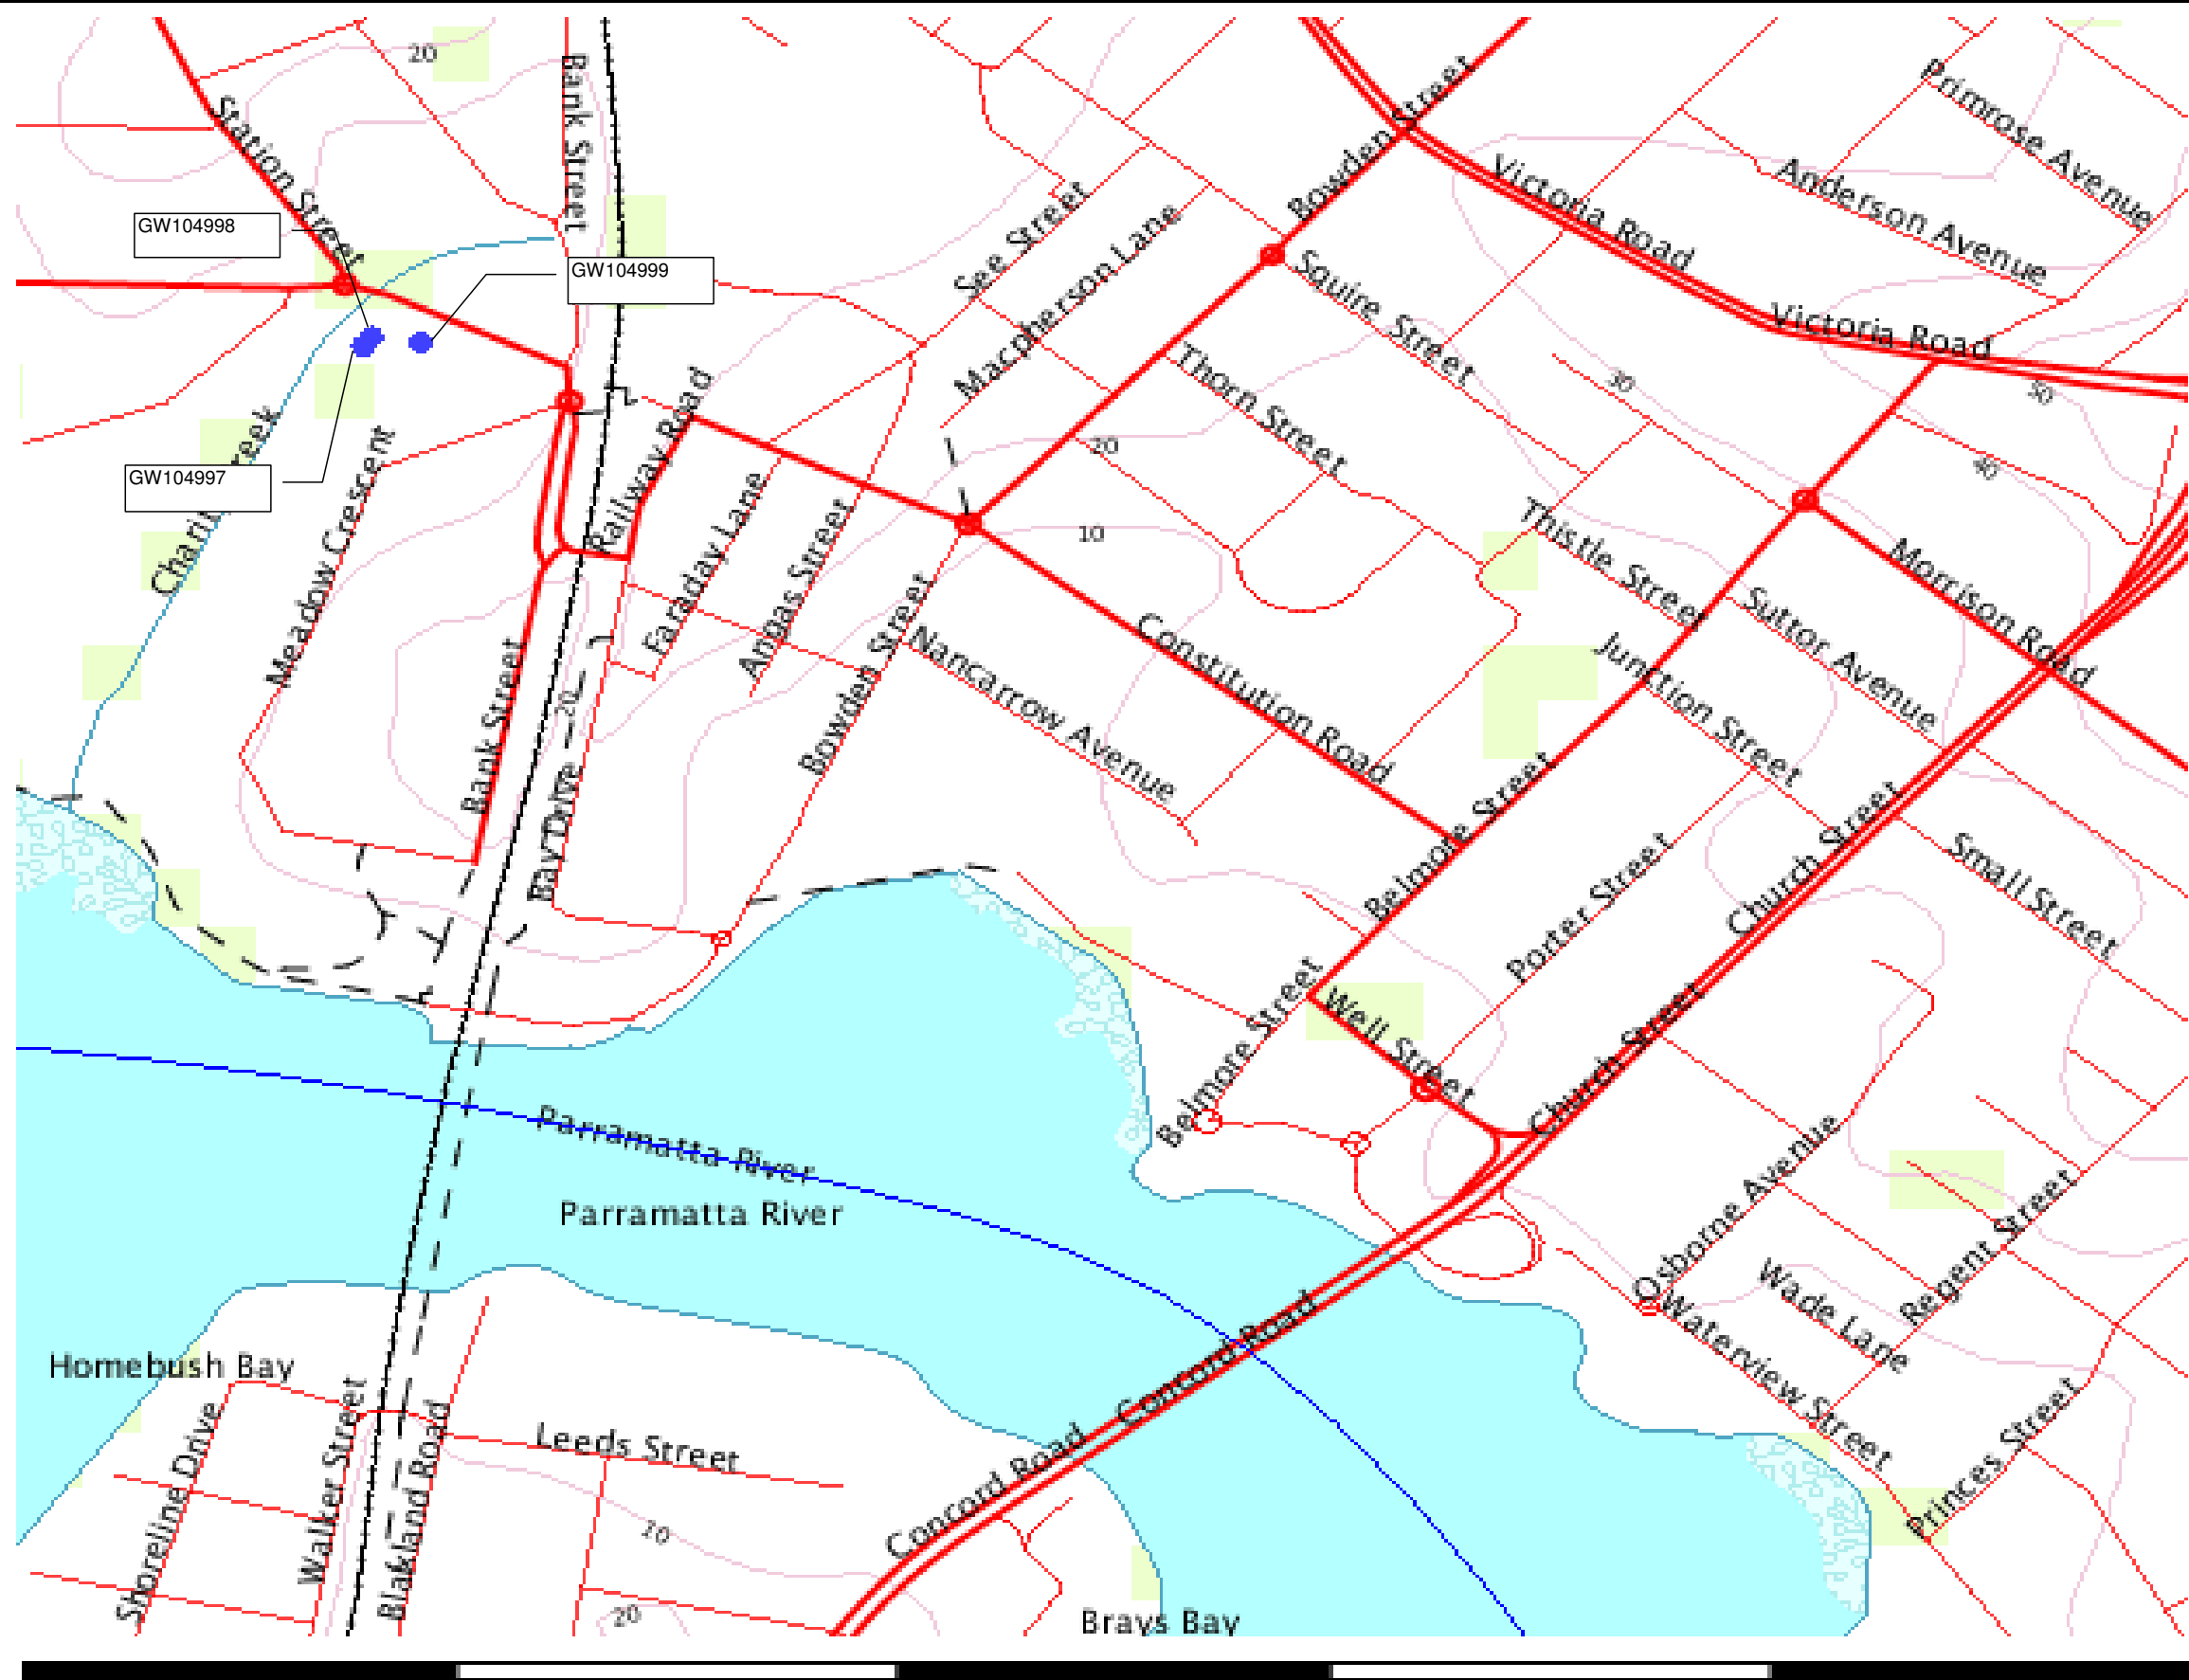 20
Bank Street
Station Street
Bowden Street
Primrose Avenue
Victoria Road
Anderson Avenue
GW104998
GW104999
See Street
Macpherson Lane
Squire Street
Victoria Road
Thorn Street
30
50
40
20
10
GW104997
Meadow Crescent
Railway Road
Faraday Lane
Angas Street
Thistle Street
Morrison Road
Suttor Avenue
Junction Street
Constitution Road
Nancarrow Avenue
Bowden Street
Bank Street
20
Bay Drive
Belmore Street
Porter Street
Church Street
Small Street
Belmore Street
Well Street
Church Street
Parramatta River
Parramatta River
Osborne Avenue
Regent Street
Wade Lane
Waterview Street
Princes Street
Homebush Bay
Concord Road
Concord Road
Leeds Street
Shoreline Drive
Walker Street
Blakland Road
10
20
Brays Bay